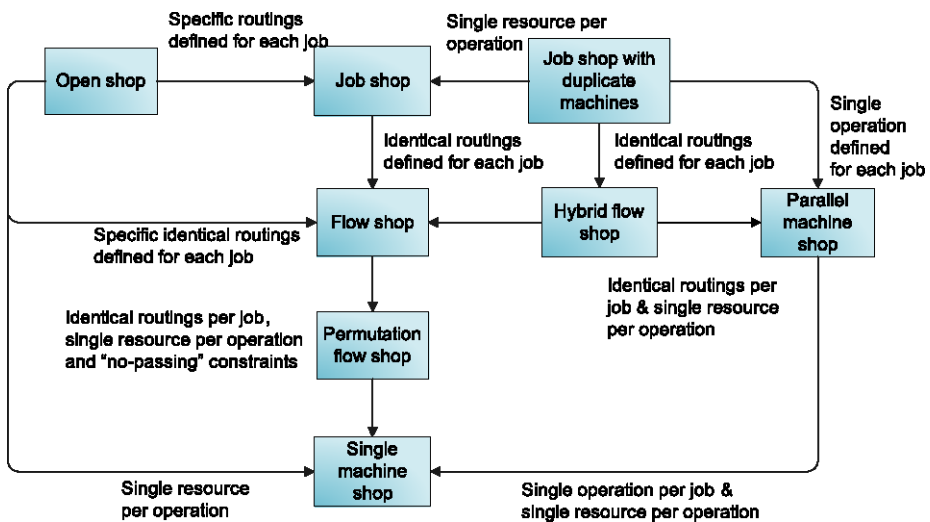 Specific routings
defined for each job
Single resource per
operation
Open shop
Job shop
Job shop with
duplicate
machines
Single
operation
defined
for each job
Identical routings
defined for each job
Identical routings
defined for each job
Flow shop
Hybrid flow
shop
Parallel
machine
shop
Specific identical routings
defined for each job
Identical routings per
job & single resource
per operation
Identical routings per job,
single resource per operation
and “no-passing” constraints
Permutation
flow shop
Single
machine
shop
Single resource
per operation
Single operation per job &
single resource per operation